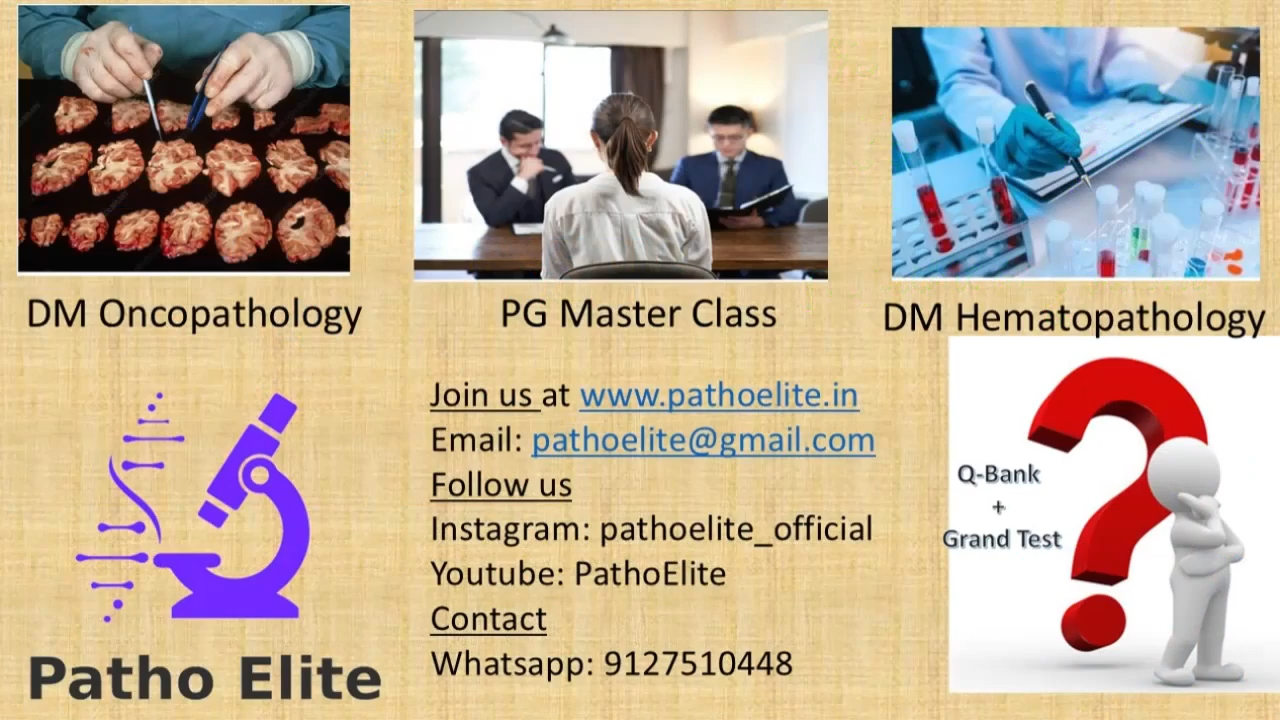 DM Oncopathology
PG Master Class
DM Hematopathology
Join us at www.pathoelite.in
Email: pathoelite@gmail.com
Follow us
Instagram: pathoelite_official
Youtube: PathoElite
Contact
Whatsapp: 9127510448
Q-Bank
+
Grand Test
Patho Elite